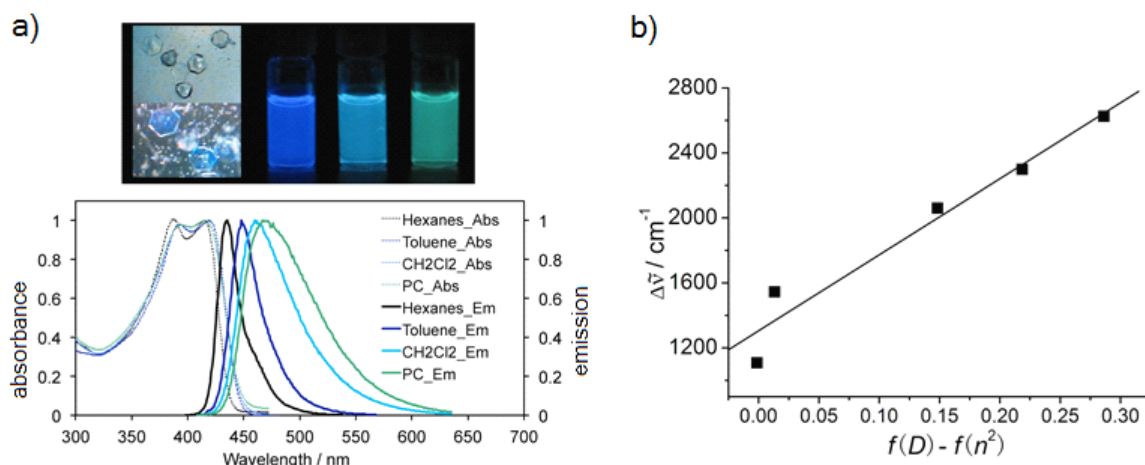 a)
absorbance
1
0.8
0.6
0.4
0.2
0
Hexanes_Abs
Toluene_Abs
CH2Cl2_Abs
PC_Abs
Hexanes_Em
Toluene_Em
CH2Cl2_Em
PC_Em
1
0.8
0.6
0.4
0.2
0
emission
300 350 400 450 500 550 600 650 700
Wavelength / nm
b)
Δṽ / cm⁻¹
2800
2400
2000
1600
1200
0.00 0.05 0.10 0.15 0.20 0.25 0.30
f(D) - f(n²)